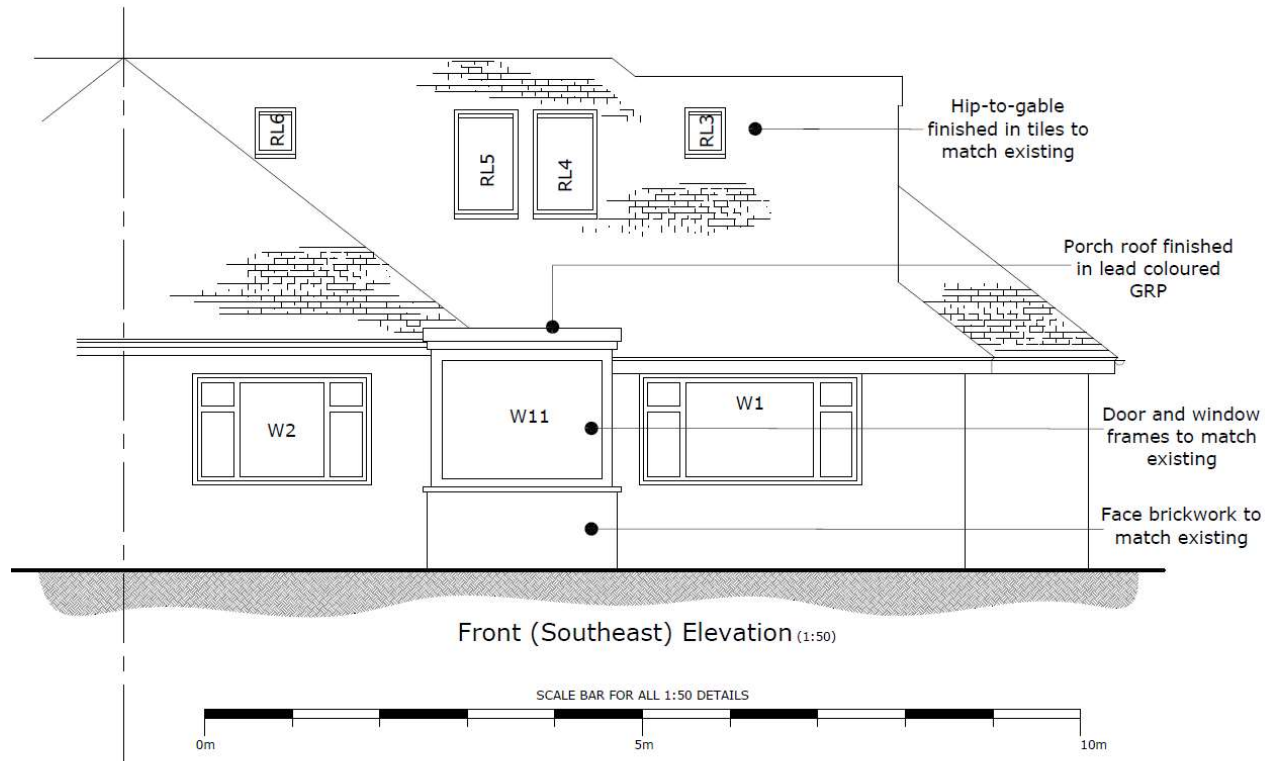 RL6
RL5
RL4
RL3
Hip-to-gable
finished in tiles to
match existing
Porch roof finished
in lead coloured
GRP
W2
W11
W1
Door and window
frames to match
existing
Face brickwork to
match existing
Front (Southeast) Elevation (1:50)
SCALE BAR FOR ALL 1:50 DETAILS
0m 5m 10m